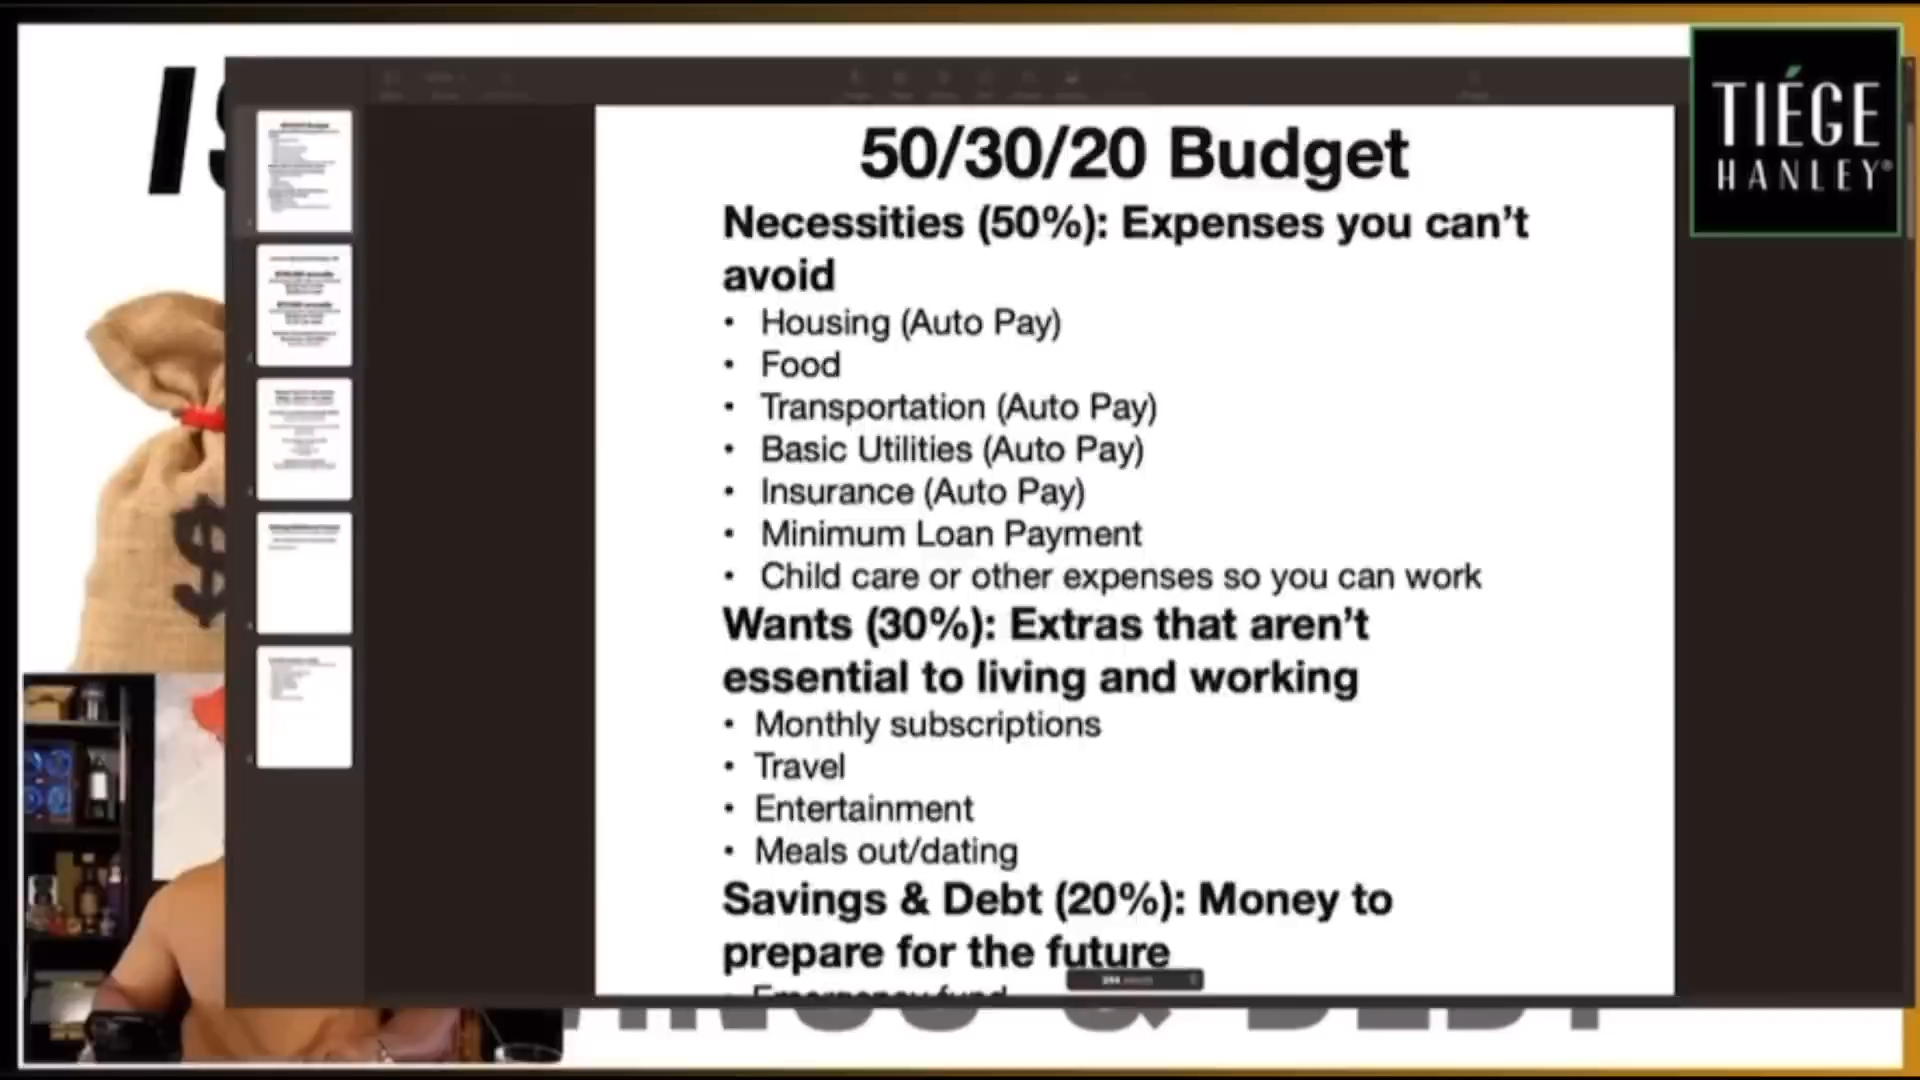 TIÉGE
HANLEY®
50/30/20 Budget
Necessities (50%): Expenses you can't
avoid
• Housing (Auto Pay)
• Food
• Transportation (Auto Pay)
• Basic Utilities (Auto Pay)
• Insurance (Auto Pay)
• Minimum Loan Payment
• Child care or other expenses so you can work
Wants (30%): Extras that aren't
essential to living and working
• Monthly subscriptions
• Travel
• Entertainment
• Meals out/dating
Savings & Debt (20%): Money to
prepare for the future
• Emergency fund
$
& DEBT